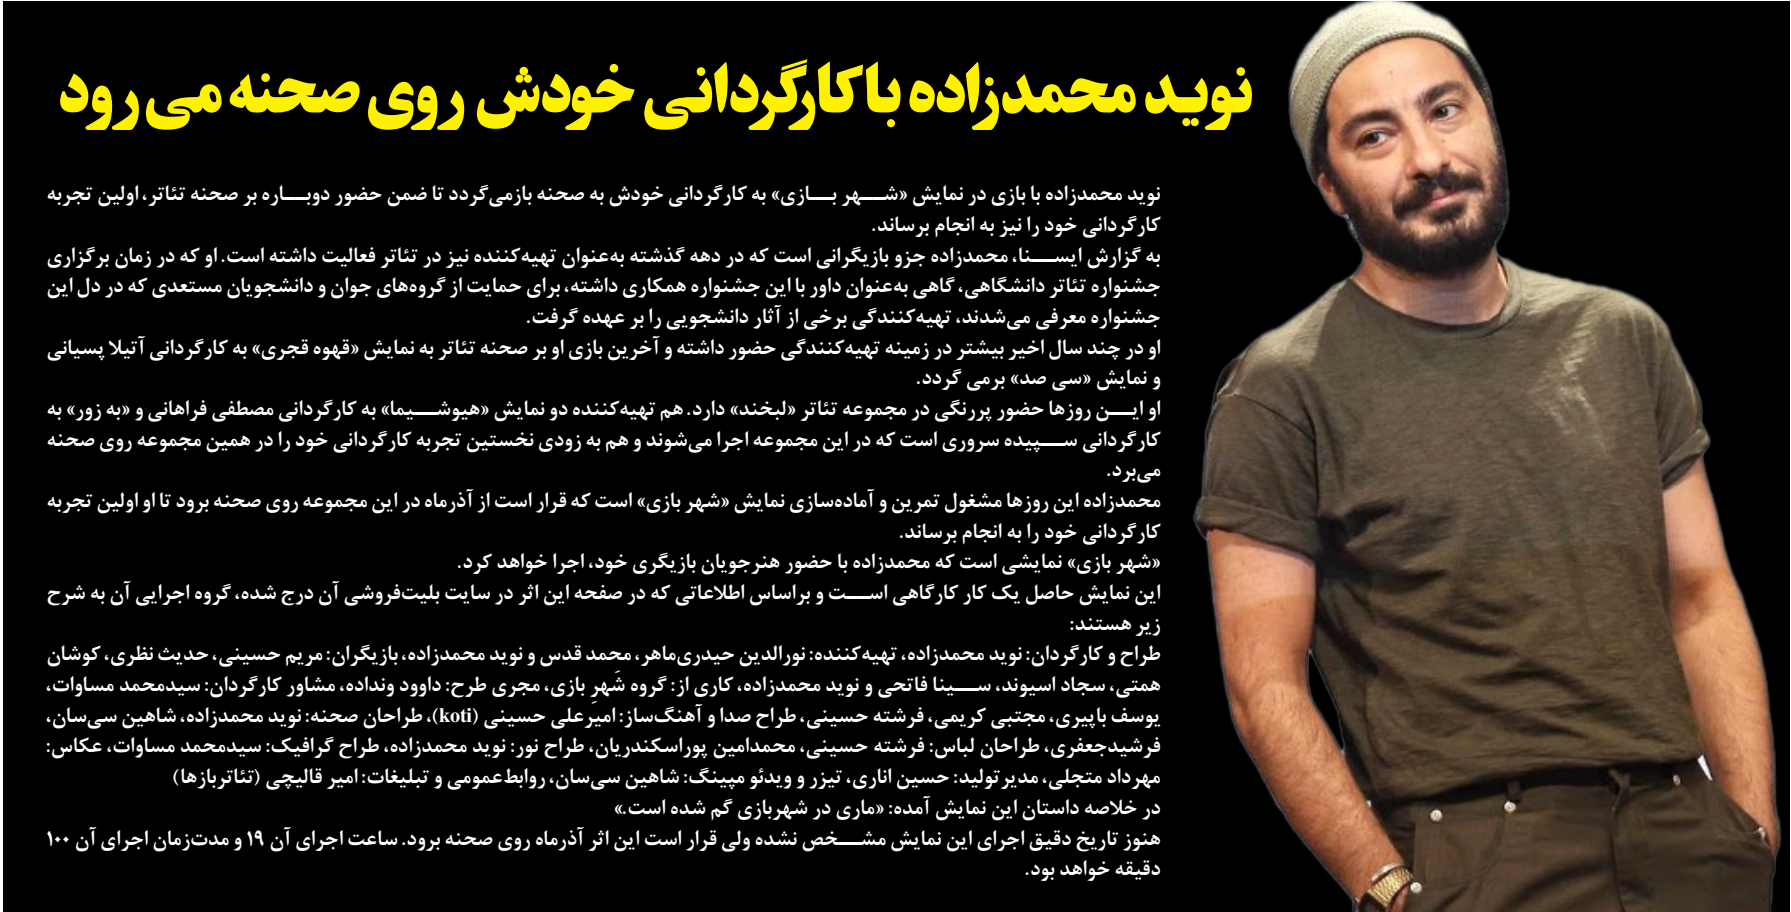 نوید محمدزاده با کارگردانی خودش روی صحنه می رود
نوید محمدزاده با بازی در نمایش «شهر بازی» به کارگردانی خودش به صحنه بازمی‌گردد تا ضمن حضور دوباره بر صحنه تئاتر، اولین تجربه
کارگردانی خود را نیز به انجام برساند.
به گزارش ایسنا، محمدزاده جزو بازیگرانی است که در دهه گذشته به‌عنوان تهیه‌کننده نیز در تئاتر فعالیت داشته است. او که در زمان برگزاری
جشنواره تئاتر دانشگاهی، گاهی به‌عنوان داور با این جشنواره همکاری داشته، برای حمایت از گروه‌های جوان و دانشجویان مستعدی که در دل این
جشنواره معرفی می‌شدند، تهیه‌کنندگی برخی از آثار دانشجویی را بر عهده گرفت.
او در چند سال اخیر بیشتر در زمینه تهیه‌کنندگی حضور داشته و آخرین بازی او بر صحنه تئاتر به نمایش «قهوه قجری» به کارگردانی آتیلا پسیانی
و نمایش «سی صد» برمی گردد.
او این روزها حضور پررنگی در مجموعه تئاتر «لبخند» دارد. هم تهیه‌کننده دو نمایش «هیوشیما» به کارگردانی مصطفی فراهانی و «به زور» به
کارگردانی سپیده سروری است که در این مجموعه اجرا می‌شوند و هم به زودی نخستین تجربه کارگردانی خود را در همین مجموعه روی صحنه
می‌برد.
محمدزاده این روزها مشغول تمرین و آماده‌سازی نمایش «شهر بازی» است که قرار است از آذرماه در این مجموعه روی صحنه برود تا او اولین تجربه
کارگردانی خود را به انجام برساند.
«شهر بازی» نمایشی است که محمدزاده با حضور هنرجویان بازیگری خود، اجرا خواهد کرد.
این نمایش حاصل یک کار کارگاهی است و براساس اطلاعاتی که در صفحه این اثر در سایت بلیت‌فروشی آن درج شده، گروه اجرایی آن به شرح
زیر هستند:
طراح و کارگردان: نوید محمدزاده، تهیه‌کننده: نورالدین حیدری‌ماهر، محمد قدس و نوید محمدزاده، بازیگران: مریم حسینی، حدیث نظری، کوشان
همتی، سجاد اسیوند، سینا فاتحی و نوید محمدزاده، کاری از: گروه شَهرِ بازی، مجری طرح: داوود ونداده، مشاور کارگردان: سیدمحمد مساوات،
یوسف باپیری، مجتبی کریمی، فرشته حسینی، طراح صدا و آهنگ‌ساز: امیرعلی حسینی (koti)، طراحان صحنه: نوید محمدزاده، شاهین سی‌سان،
فرشیدجعفری، طراحان لباس: فرشته حسینی، محمدامین پوراسکندریان، طراح نور: نوید محمدزاده، طراح گرافیک: سیدمحمد مساوات، عکاس:
مهرداد متجلی، مدیرتولید: حسین اناری، تیزر و ویدئو مپینگ: شاهین سی‌سان، روابط‌عمومی و تبلیغات: امیر قالیچی (تئاتربازها)
در خلاصه داستان این نمایش آمده: «ماری در شهربازی گم شده است.»
هنوز تاریخ دقیق اجرای این نمایش مشخص نشده ولی قرار است این اثر آذرماه روی صحنه برود. ساعت اجرای آن ۱۹ و مدت‌زمان اجرای آن ۱۰۰
دقیقه خواهد بود.